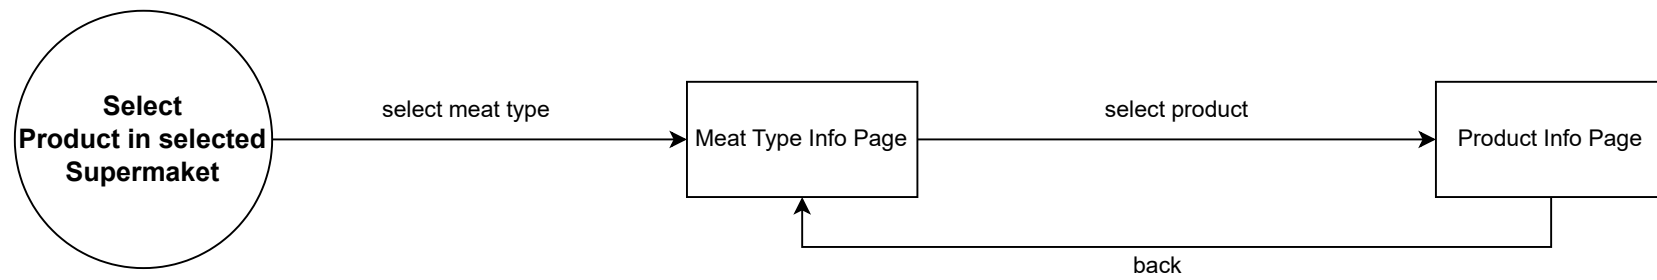 Select
Product in selected
Supermaket
select meat type
Meat Type Info Page
select product
Product Info Page
back